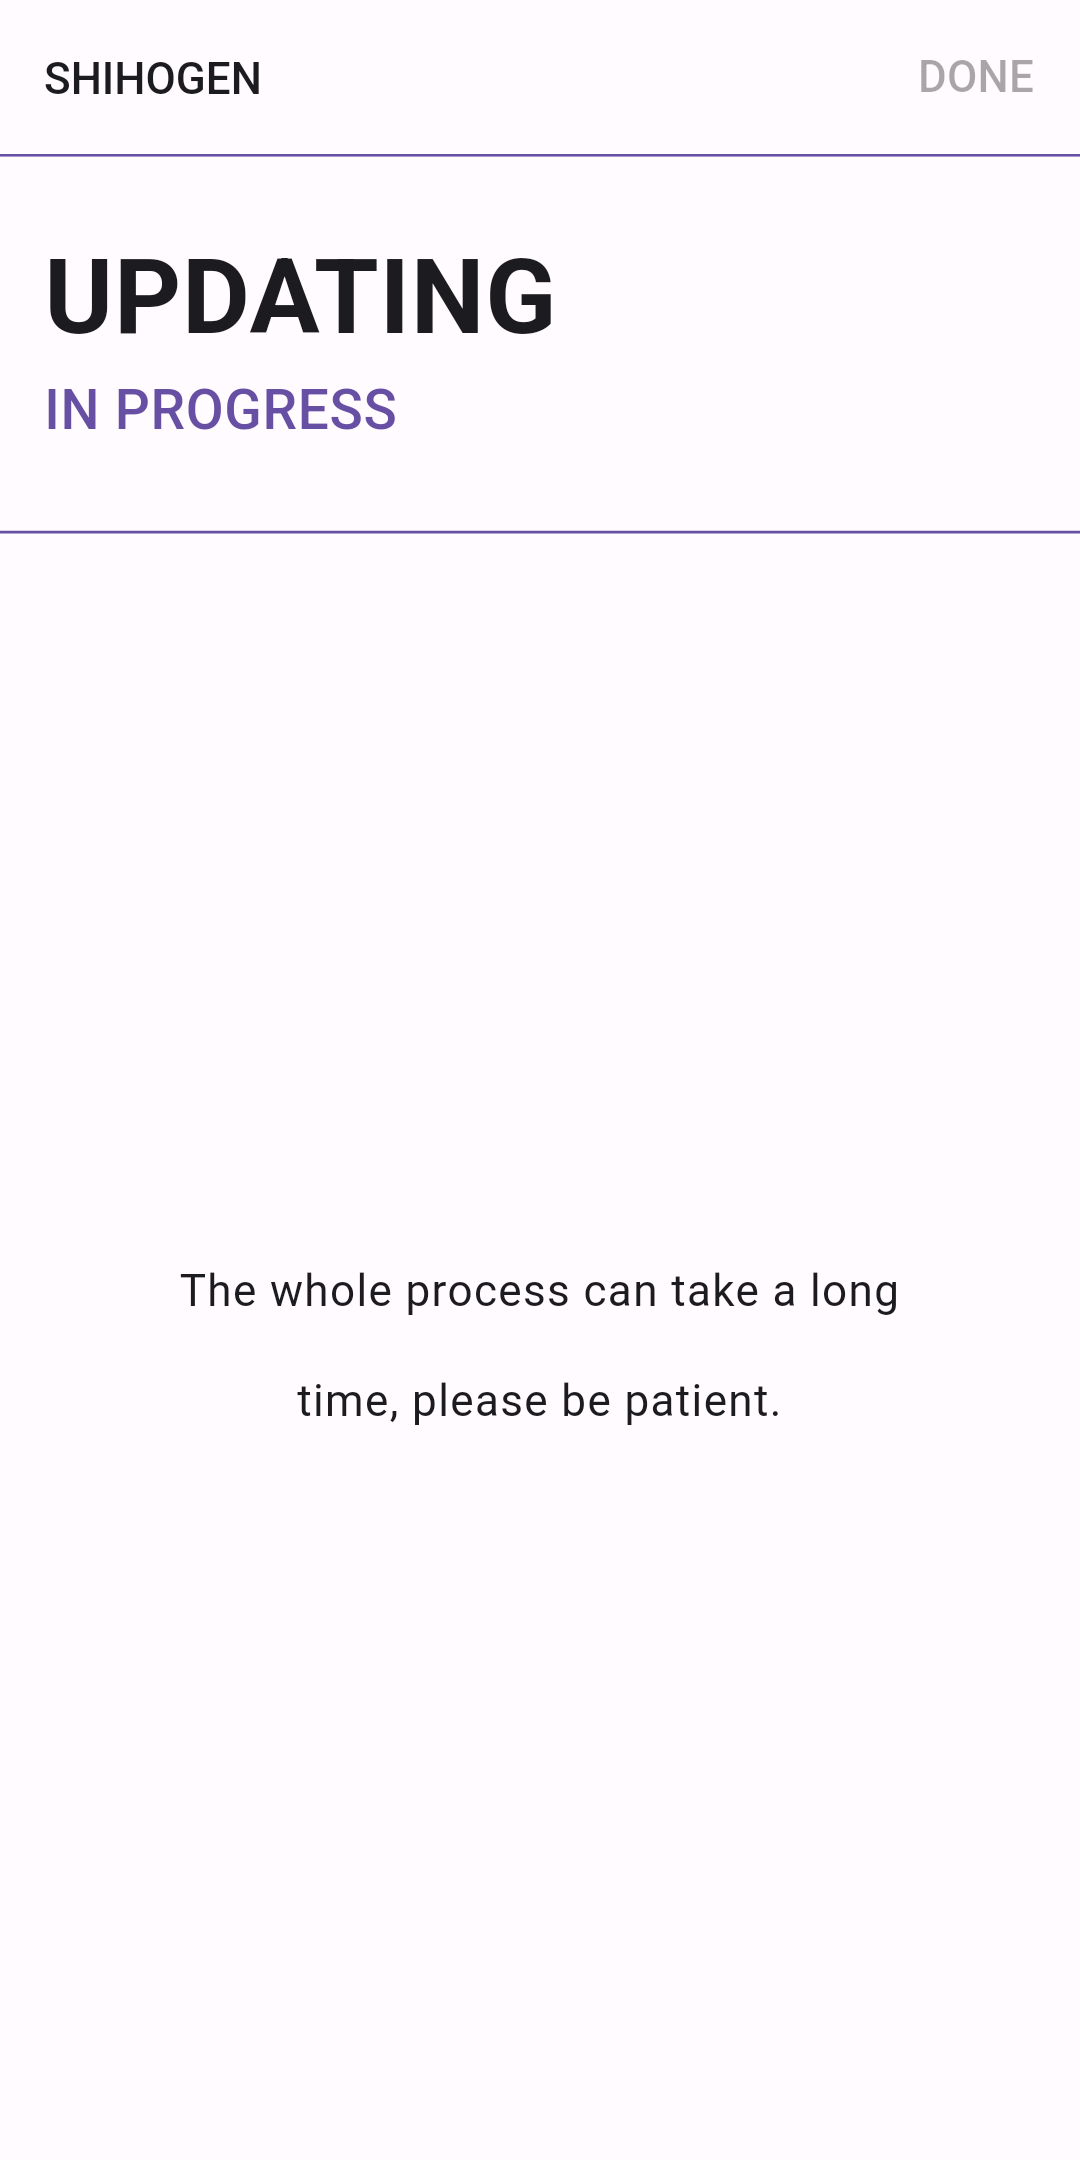 SHIHOGEN
DONE
UPDATING
IN PROGRESS
The whole process can take a long
time, please be patient.